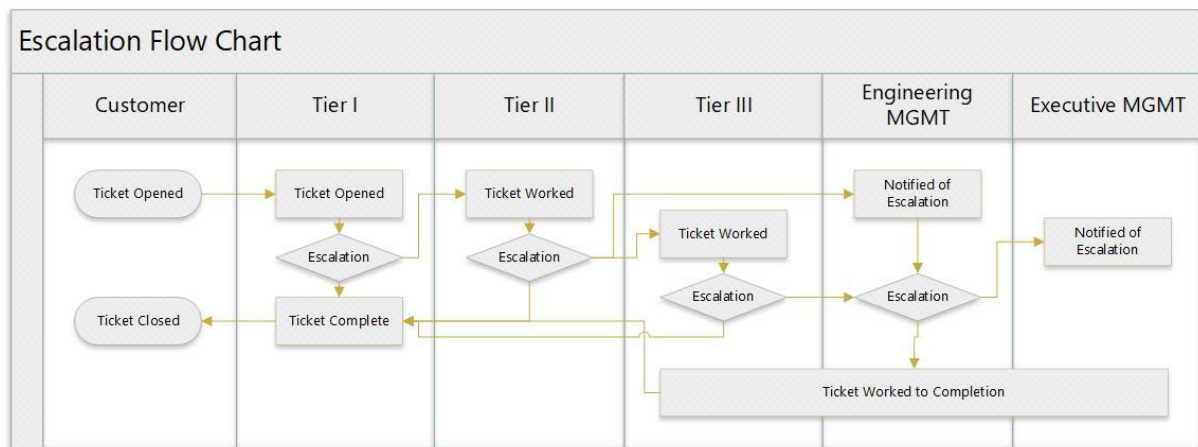 Escalation Flow Chart
Customer
Tier I
Tier II
Tier III
Engineering
MGMT
Executive MGMT
Ticket Opened
Ticket Opened
Ticket Worked
Notified of
Escalation
Ticket Worked
Notified of
Escalation
Escalation
Escalation
Escalation
Escalation
Ticket Closed
Ticket Complete
Ticket Worked to Completion